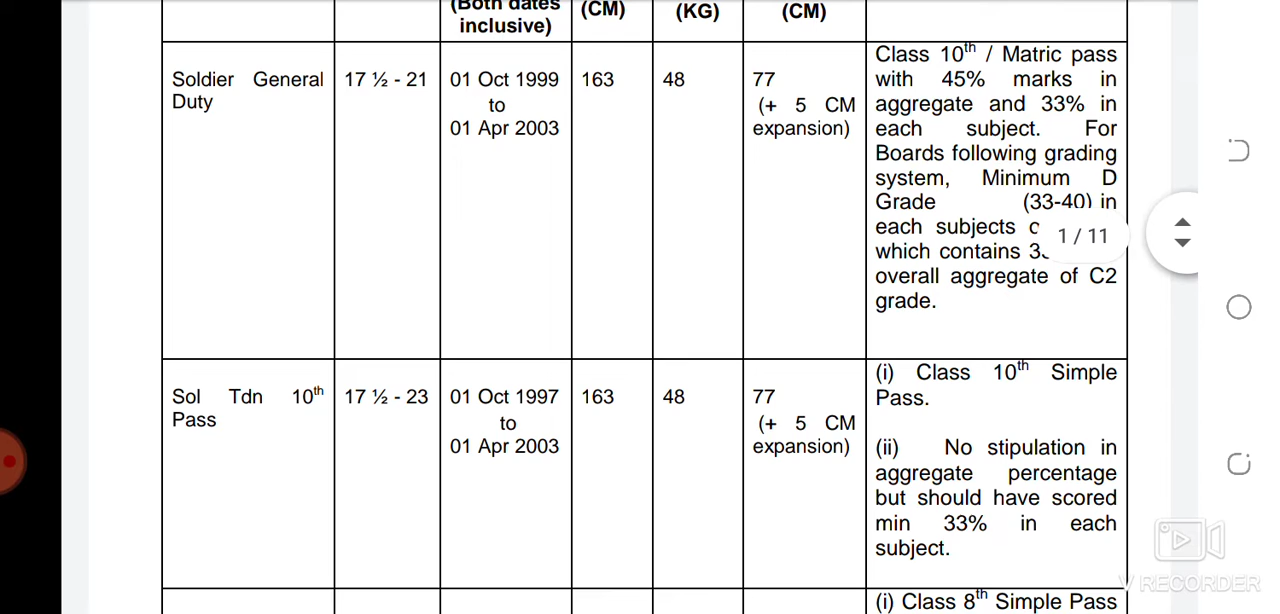 (Both dates
inclusive)
(CM)
(KG)
(CM)
Soldier General
Duty
17 ½ - 21
01 Oct 1999
to
01 Apr 2003
163
48
77
(+ 5 CM
expansion)
Class 10th / Matric pass
with 45% marks in
aggregate and 33% in
each subject. For
Boards following grading
system, Minimum D
Grade (33-40) in
each subjects
which contains
overall aggregate of C2
grade.
1 / 11
Sol Tdn 10th
Pass
17 ½ - 23
01 Oct 1997
to
01 Apr 2003
163
48
77
(+ 5 CM
expansion)
(i) Class 10th Simple
Pass.
(ii) No stipulation in
aggregate percentage
but should have scored
min 33% in each
subject.
(i) Class 8th Simple Pass
V RECORDER